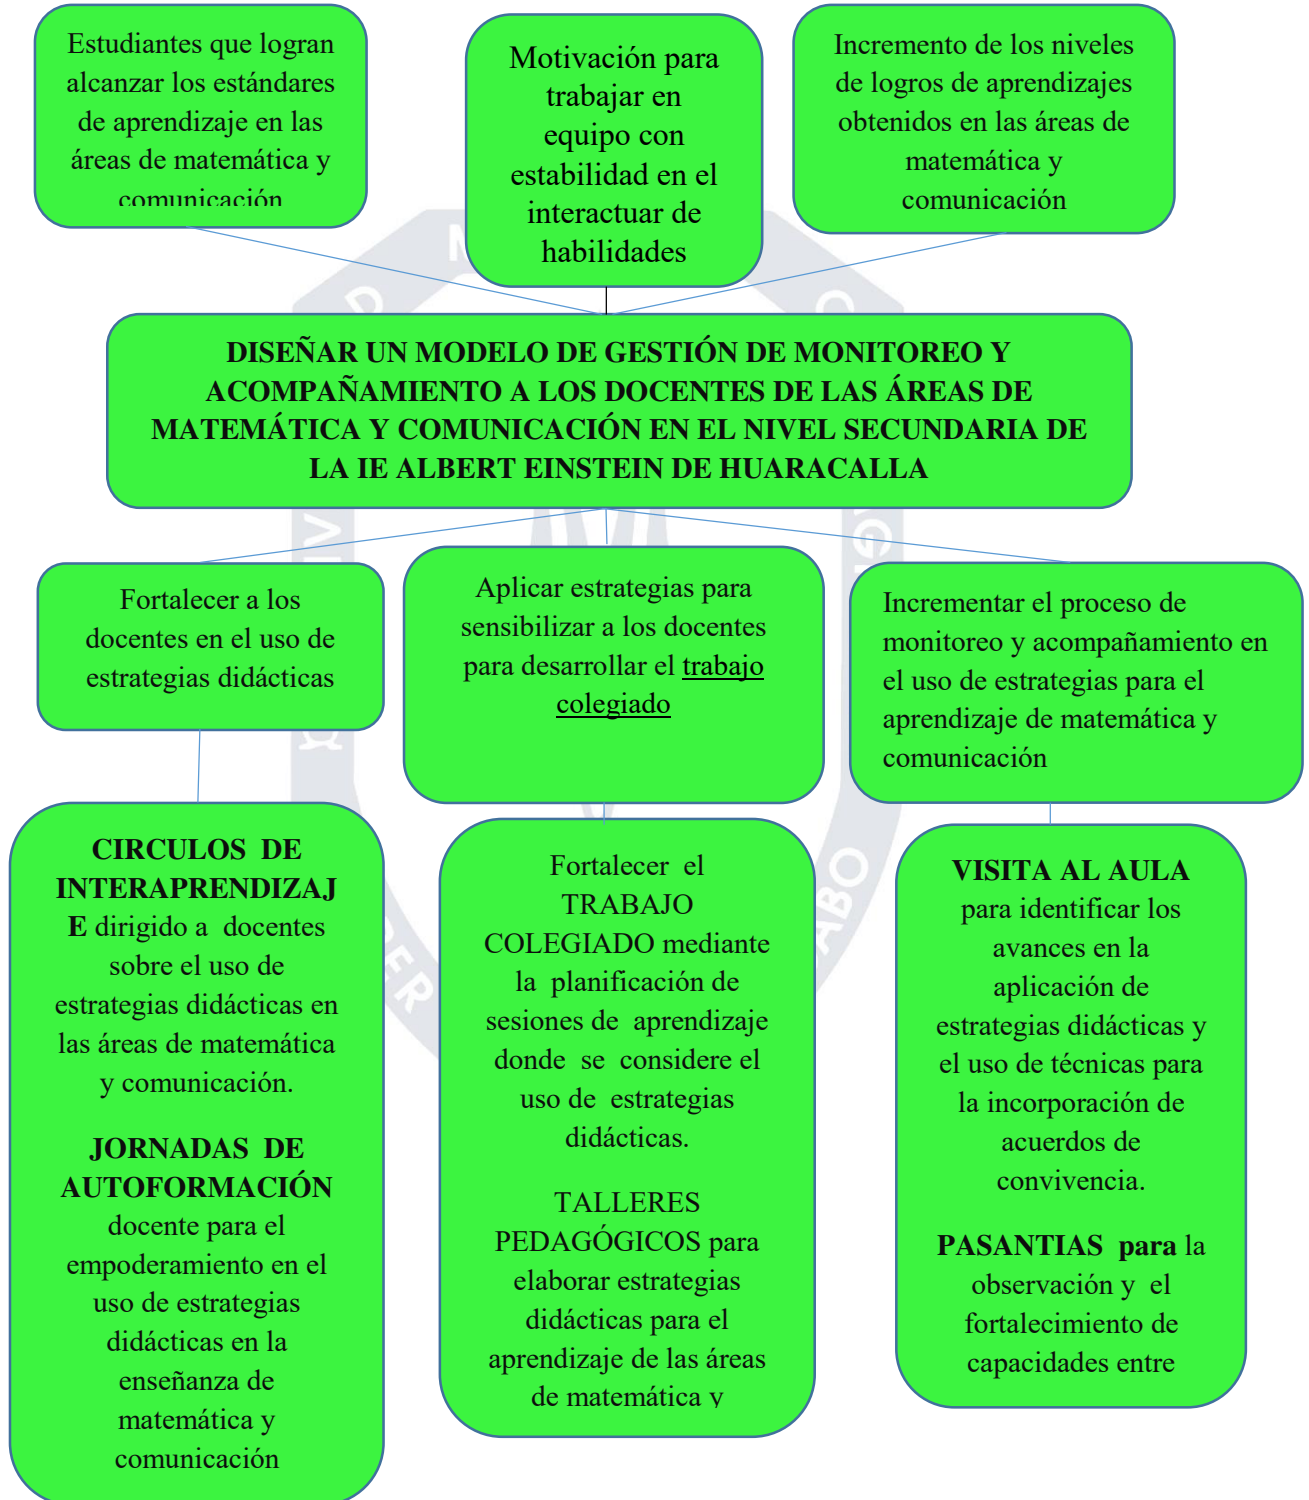 Estudiantes que logran
alcanzar los estándares
de aprendizaje en las
áreas de matemática y
comunicación
Motivación para
trabajar en
equipo con
estabilidad en el
interactuar de
habilidades
Incremento de los niveles
de logros de aprendizajes
obtenidos en las áreas de
matemática y
comunicación
DISEÑAR UN MODELO DE GESTIÓN DE MONITOREO Y
ACOMPAÑAMIENTO A LOS DOCENTES DE LAS ÁREAS DE
MATEMÁTICA Y COMUNICACIÓN EN EL NIVEL SECUNDARIA DE
LA IE ALBERT EINSTEIN DE HUARACALLA
Fortalecer a los
docentes en el uso de
estrategias didácticas
Aplicar estrategias para
sensibilizar a los docentes
para desarrollar el trabajo
colegiado
Incrementar el proceso de
monitoreo y acompañamiento en
el uso de estrategias para el
aprendizaje de matemática y
comunicación
CIRCULOS DE
INTERAPRENDIZAJ
E dirigido a docentes
sobre el uso de
estrategias didácticas en
las áreas de matemática
y comunicación.
JORNADAS DE
AUTOFORMACIÓN
docente para el
empoderamiento en el
uso de estrategias
didácticas en la
enseñanza de
matemática y
comunicación
Fortalecer el
TRABAJO
COLEGIADO mediante
la planificación de
sesiones de aprendizaje
donde se considere el
uso de estrategias
didácticas.
TALLERES
PEDAGÓGICOS para
elaborar estrategias
didácticas para el
aprendizaje de las áreas
de matemática y
VISITA AL AULA
para identificar los
avances en la
aplicación de
estrategias didácticas y
el uso de técnicas para
la incorporación de
acuerdos de
convivencia.
PASANTIAS para la
observación y el
fortalecimiento de
capacidades entre